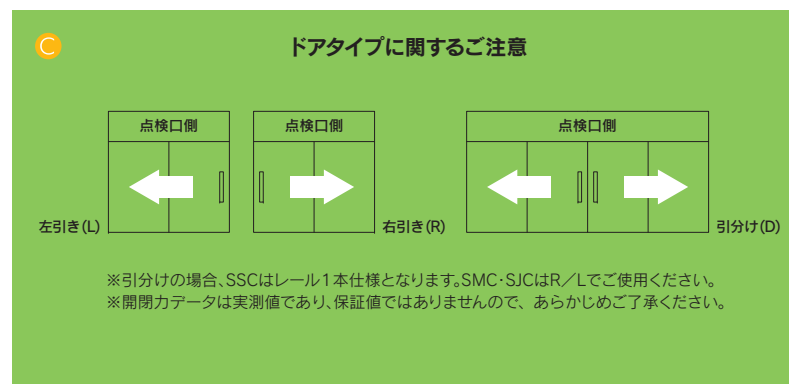 C
ドアタイプに関するご注意
点検口側
点検口側
点検口側
左引き(L)
右引き(R)
引分け(D)
※引分けの場合、SSCはレール1本仕様となります。SMC・SJCはR／Lでご使用ください。
※開閉力データは実測値であり、保証値ではありませんので、あらかじめご了承ください。